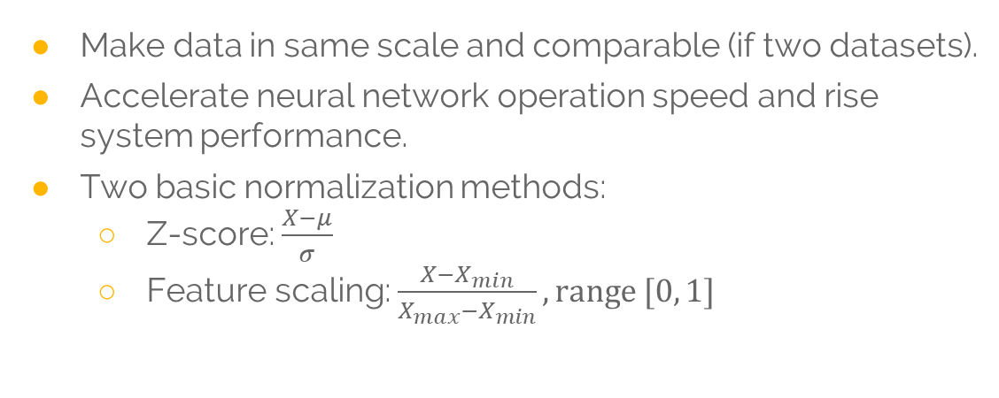 ● Make data in same scale and comparable (if two datasets).
● Accelerate neural network operation speed and rise
system performance.
● Two basic normalization methods:
○ Z-score: $\frac{X-\mu}{\sigma}$
○ Feature scaling: $\frac{X-X_{min}}{X_{max}-X_{min}}$, range [0, 1]